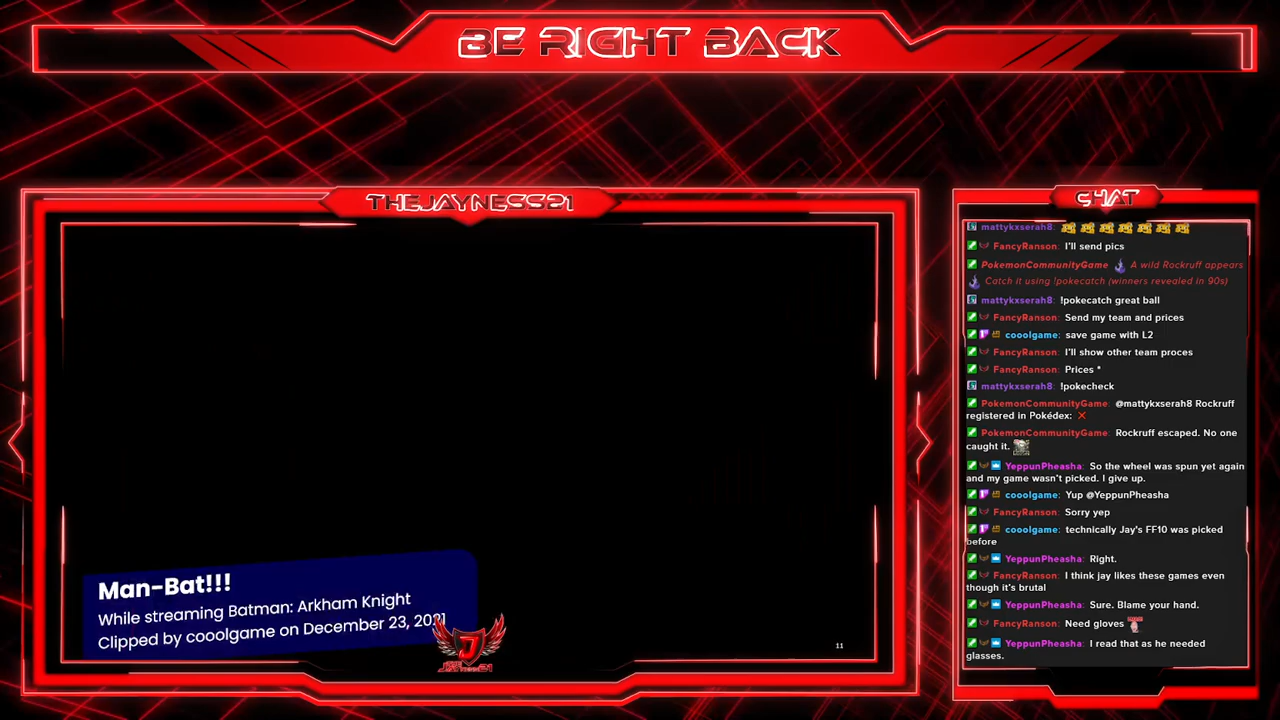 BE RIGHT BACK
THEJAYNESS21
CHAT
mattykxserah8:
FancyRanson: I'll send pics
PokemonCommunityGame A wild Rockruff appears
Catch it using !pokecatch (winners revealed in 90s)
mattykxserah8: !pokecatch great ball
FancyRanson: Send my team and prices
cooolgame: save game with L2
FancyRanson: I'll show other team proces
FancyRanson: Prices *
mattykxserah8: !pokecheck
PokemonCommunityGame: @mattykxserah8 Rockruff
registered in Pokédex:
PokemonCommunityGame: Rockruff escaped. No one
caught it.
YeppunPheasha: So the wheel was spun yet again
and my game wasn't picked. I give up.
cooolgame: Yup @YeppunPheasha
FancyRanson: Sorry yep
cooolgame: technically Jay's FF10 was picked
before
YeppunPheasha: Right.
FancyRanson: I think jay likes these games even
though it's brutal
YeppunPheasha: Sure. Blame your hand.
FancyRanson: Need gloves
YeppunPheasha: I read that as he needed
glasses.
Man-Bat!!!
While streaming Batman: Arkham Knight
Clipped by cooolgame on December 23, 2021
11